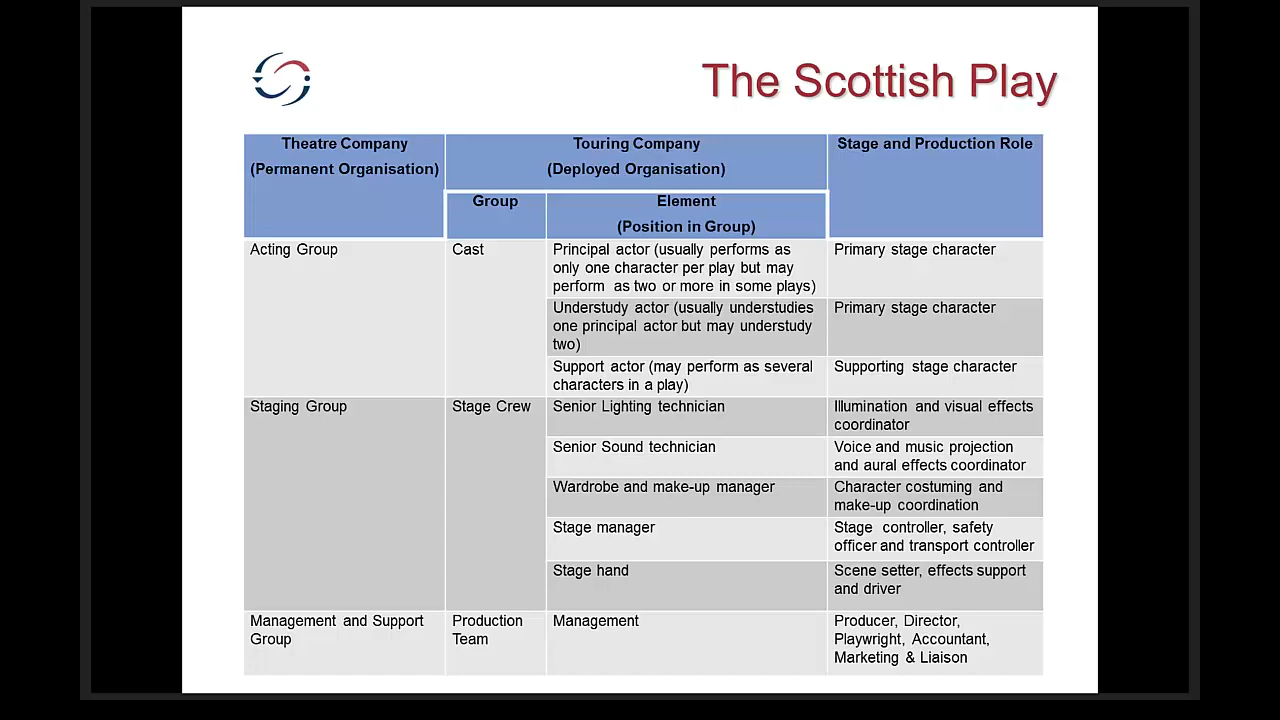 The Scottish Play
Theatre Company
(Permanent Organisation)
Touring Company
(Deployed Organisation)
Stage and Production Role
Group
Element
(Position in Group)
Acting Group
Cast
Principal actor (usually performs as
only one character per play but may
perform as two or more in some plays)
Primary stage character
Understudy actor (usually understudies
one principal actor but may understudy
two)
Primary stage character
Support actor (may perform as several
characters in a play)
Supporting stage character
Staging Group
Stage Crew
Senior Lighting technician
Illumination and visual effects
coordinator
Senior Sound technician
Voice and music projection
and aural effects coordinator
Wardrobe and make-up manager
Character costuming and
make-up coordination
Stage manager
Stage controller, safety
officer and transport controller
Stage hand
Scene setter, effects support
and driver
Management and Support
Group
Production
Team
Management
Producer, Director,
Playwright, Accountant,
Marketing & Liaison